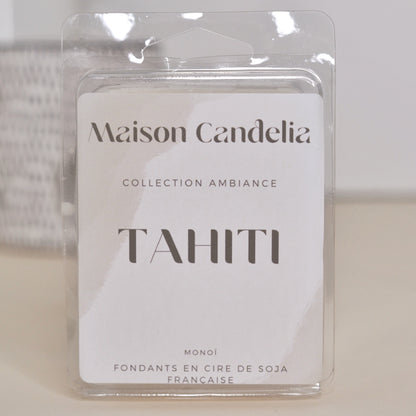 Maison Candelia
COLLECTION AMBIANCE
TAHITI
MONOÏ
FONDANTS EN CIRE DE SOJA
FRANÇAISE